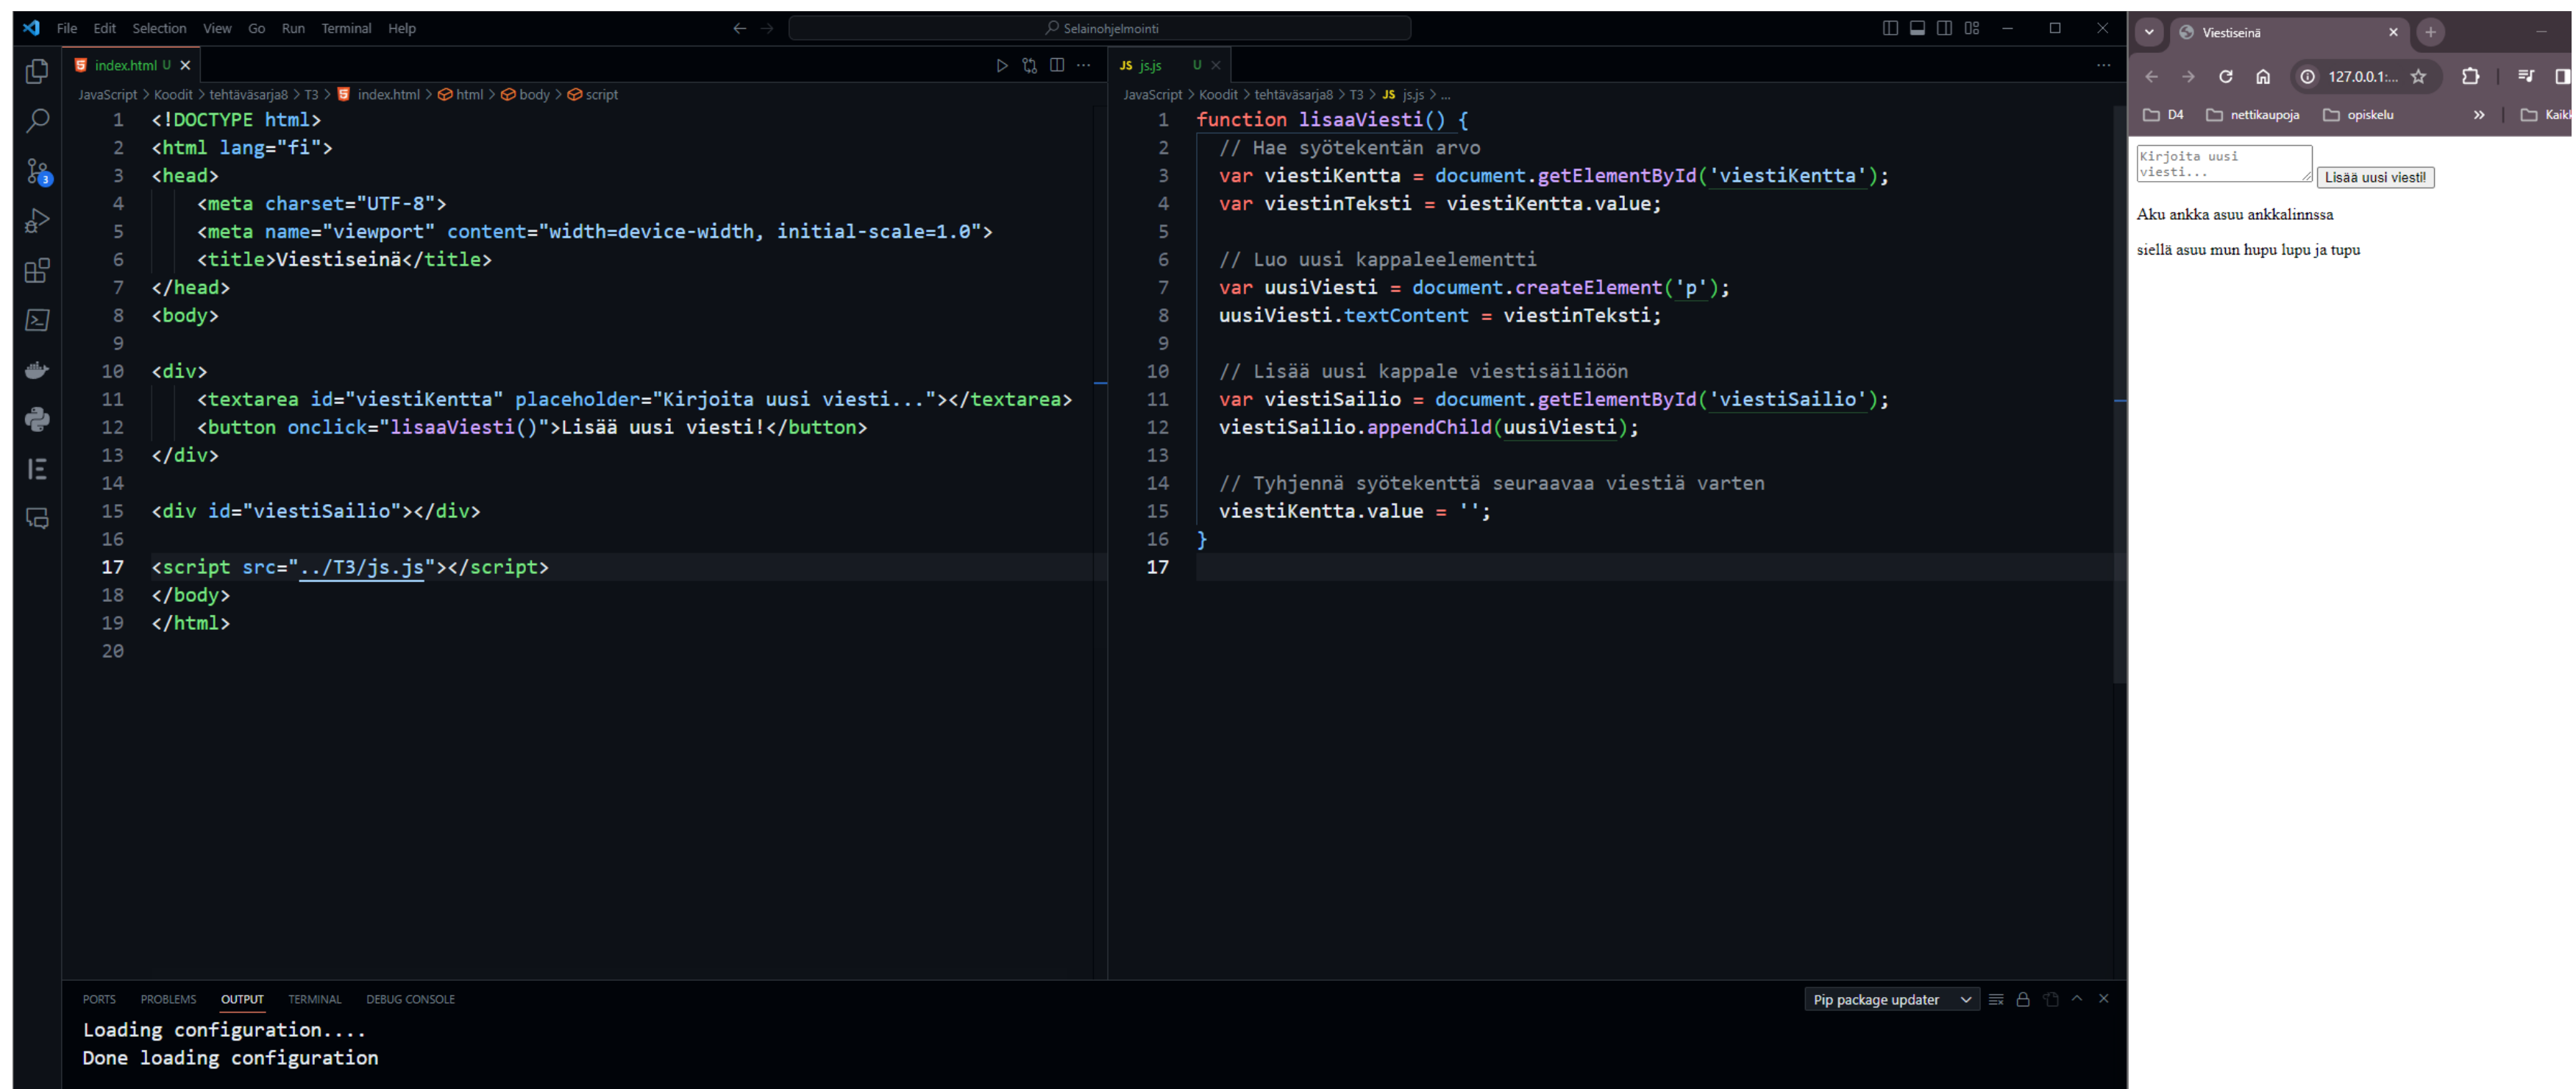 File Edit Selection View Go Run Terminal Help
Selainohjelmointi
index.html U
JavaScript > Koodit > tehtäväsarja8 > T3 > index.html > html > body > script
1 <!DOCTYPE html>
2 <html lang="fi">
3 <head>
4 <meta charset="UTF-8">
5 <meta name="viewport" content="width=device-width, initial-scale=1.0">
6 <title>Viestiseinä</title>
7 </head>
8 <body>
9
10 <div>
11 <textarea id="viestiKentta" placeholder="Kirjoita uusi viesti..."></textarea>
12 <button onclick="lisaaViesti()">Lisää uusi viesti!</button>
13 </div>
14
15 <div id="viestiSailio"></div>
16
17 <script src="../T3/js.js"></script>
18 </body>
19 </html>
20
JS js.js U
JavaScript > Koodit > tehtäväsarja8 > T3 > JS js.js > ...
1 function lisaaViesti() {
2 // Hae syötekentän arvo
3 var viestiKentta = document.getElementById('viestiKentta');
4 var viestinTeksti = viestiKentta.value;
5
6 // Luo uusi kappaleelementti
7 var uusiViesti = document.createElement('p');
8 uusiViesti.textContent = viestinTeksti;
9
10 // Lisää uusi kappale viestisäiliöön
11 var viestiSailio = document.getElementById('viestiSailio');
12 viestiSailio.appendChild(uusiViesti);
13
14 // Tyhjennä syötekenttä seuraavaa viestiä varten
15 viestiKentta.value = '';
16 }
17
3
PORTS PROBLEMS OUTPUT TERMINAL DEBUG CONSOLE
Pip package updater
Loading configuration....
Done loading configuration
Viestiseinä
127.0.0.1:...
D4 nettikaupoja opiskelu » Kaikk
Kirjoita uusi
viesti...
Lisää uusi viesti!
Aku ankka asuu ankkalinnssa
siellä asuu mun hupu lupu ja tupu